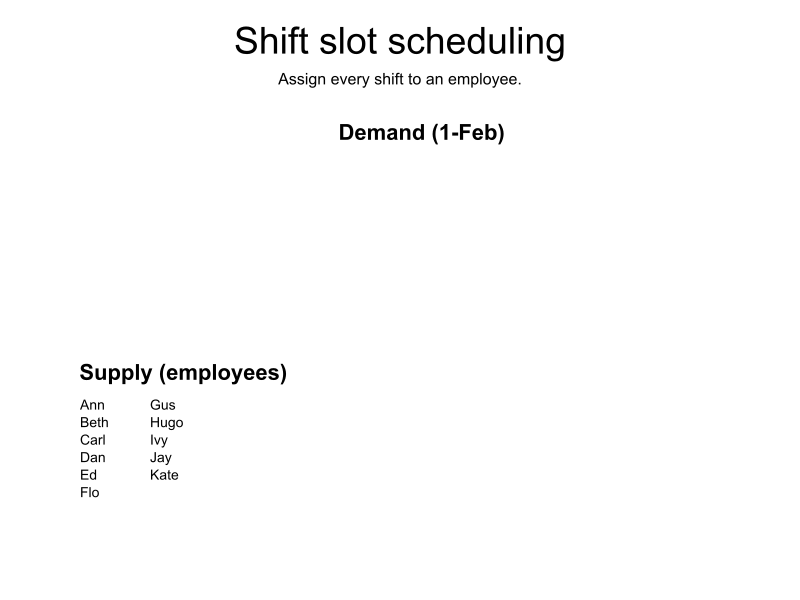 Shift slot scheduling
Assign every shift to an employee.
Demand (1-Feb)
Supply (employees)
Ann
Beth
Carl
Dan
Ed
Flo
Gus
Hugo
Ivy
Jay
Kate